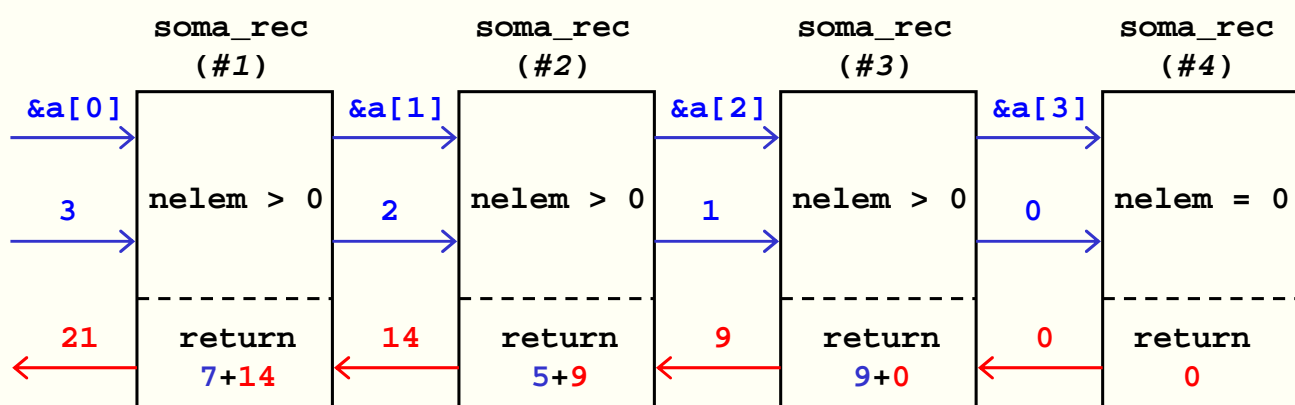 soma_rec soma_rec soma_rec soma_rec
(#1) (#2) (#3) (#4)
&a[0] &a[1] &a[2] &a[3]
nelem > 0 nelem > 0 nelem > 0 nelem = 0
3 2 1 0
21 return 14 return 9 return 0 return
7+14 5+9 9+0 0